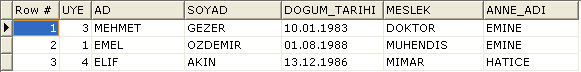 Row # UYE AD SOYAD DOGUM_TARIHI MESLEK ANNE_ADI
1 3 MEHMET GEZER 10.01.1983 DOKTOR EMINE
2 1 EMEL OZDEMIR 01.08.1988 MUHENDIS EMINE
3 4 ELIF AKIN 13.12.1986 MIMAR HATICE